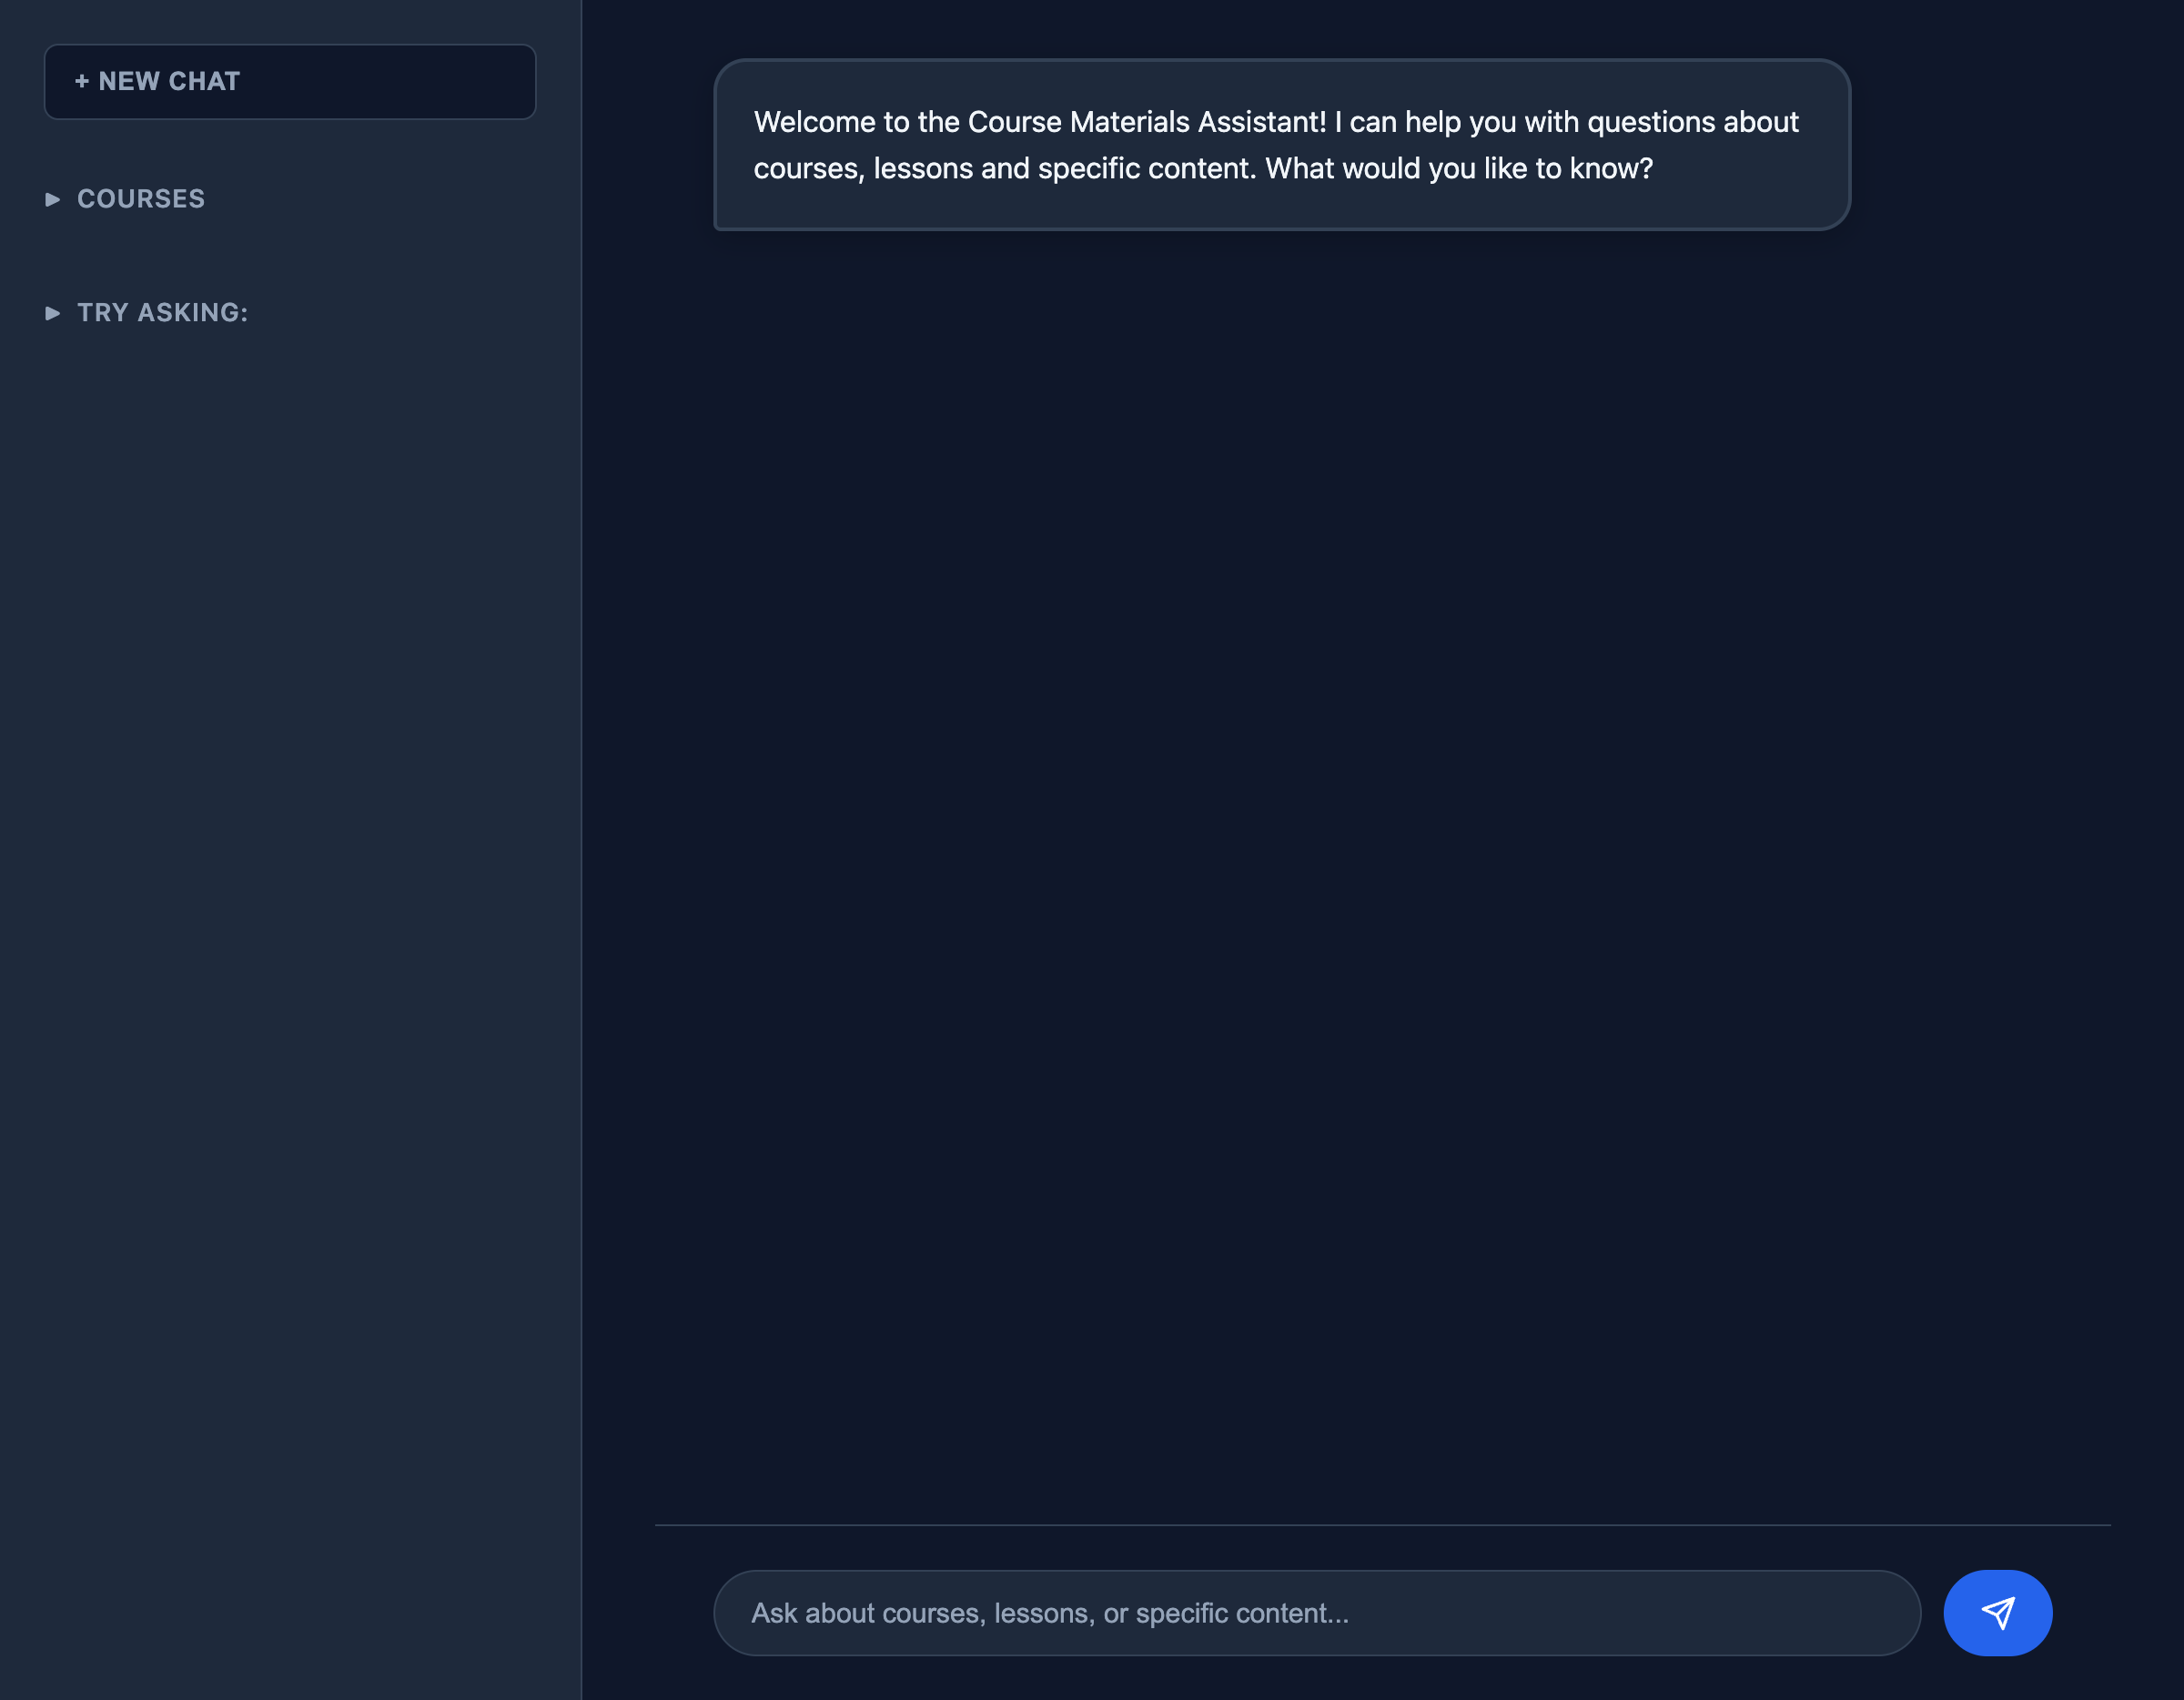 + NEW CHAT
COURSES
TRY ASKING:
Welcome to the Course Materials Assistant! I can help you with questions about
courses, lessons and specific content. What would you like to know?
Ask about courses, lessons, or specific content...